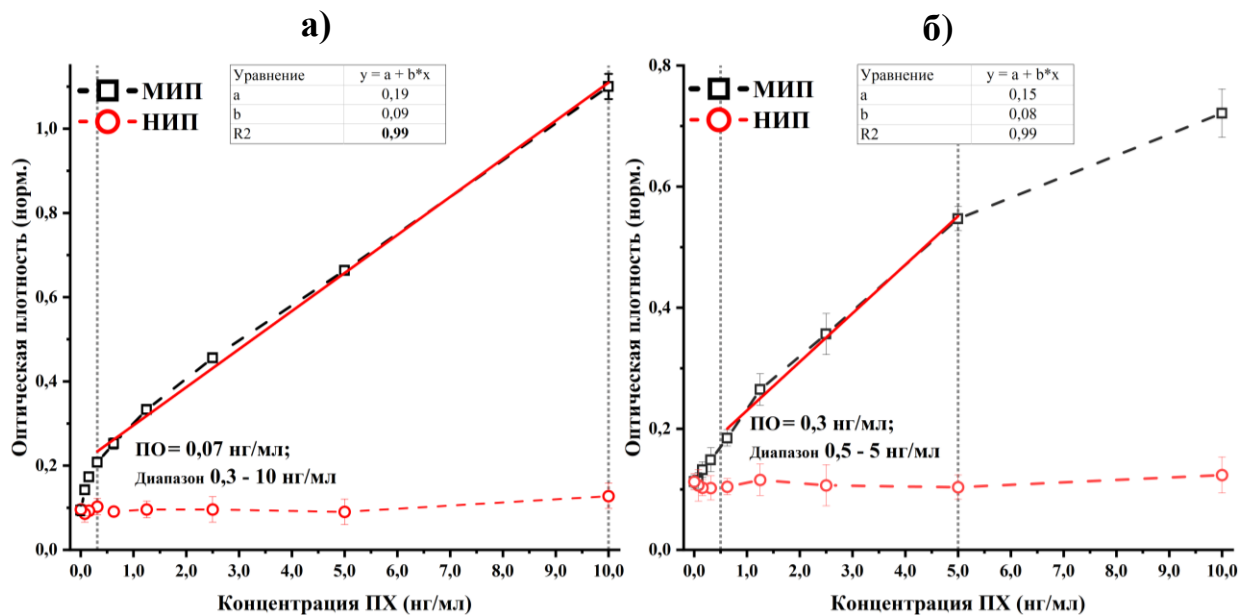 а)
МИП
НИП
Уравнение y = a + b*x
a 0,19
b 0,09
R2 0,99
ПО= 0,07 нг/мл;
Диапазон 0,3 - 10 нг/мл
Оптическая плотность (норм.)
1,0
0,8
0,6
0,4
0,2
0,0
0,0 1,0 2,0 3,0 4,0 5,0 6,0 7,0 8,0 9,0 10,0
Концентрация ПХ (нг/мл)
б)
МИП
НИП
Уравнение y = a + b*x
a 0,15
b 0,08
R2 0,99
ПО= 0,3 нг/мл;
Диапазон 0,5 - 5 нг/мл
Оптическая плотность (норм.)
0,8
0,6
0,4
0,2
0,0
0,0 1,0 2,0 3,0 4,0 5,0 6,0 7,0 8,0 9,0 10,0
Концентрация ПХ (нг/мл)